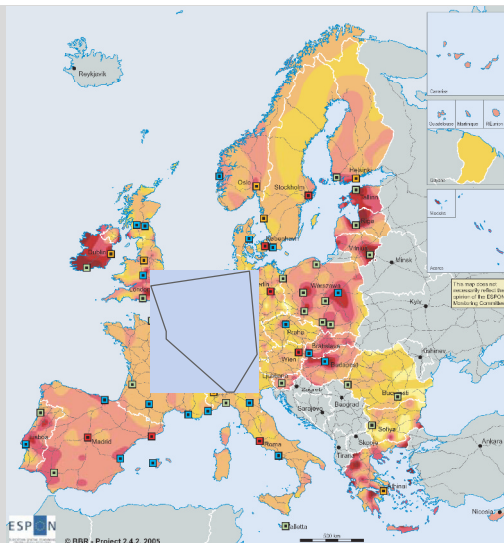 Reykjavik
Canarias
Guadeloupe Martinique Réunion
Guyane
Madeira
Acores
This map does not
necessarily reflect the
opinion of the ESPON
Monitoring Committee
Oslo
Helsinki
Stockholm
Tallinn
Riga
Vilnius
København
Minsk
Dublin
London
Berlin
Warszawa
Kyiv
Praha
Wien
Bratislava
Budapest
Kishinev
Ljubljana
Zagreb
Beograd
Bucuresti
Sarajevo
Sofiya
Skopje
Tirana
Madrid
Lisboa
Roma
Ankara
Athinai
Nicosia
Valletta
ESPON
© BBR - Project 2.4.2, 2005
500 km